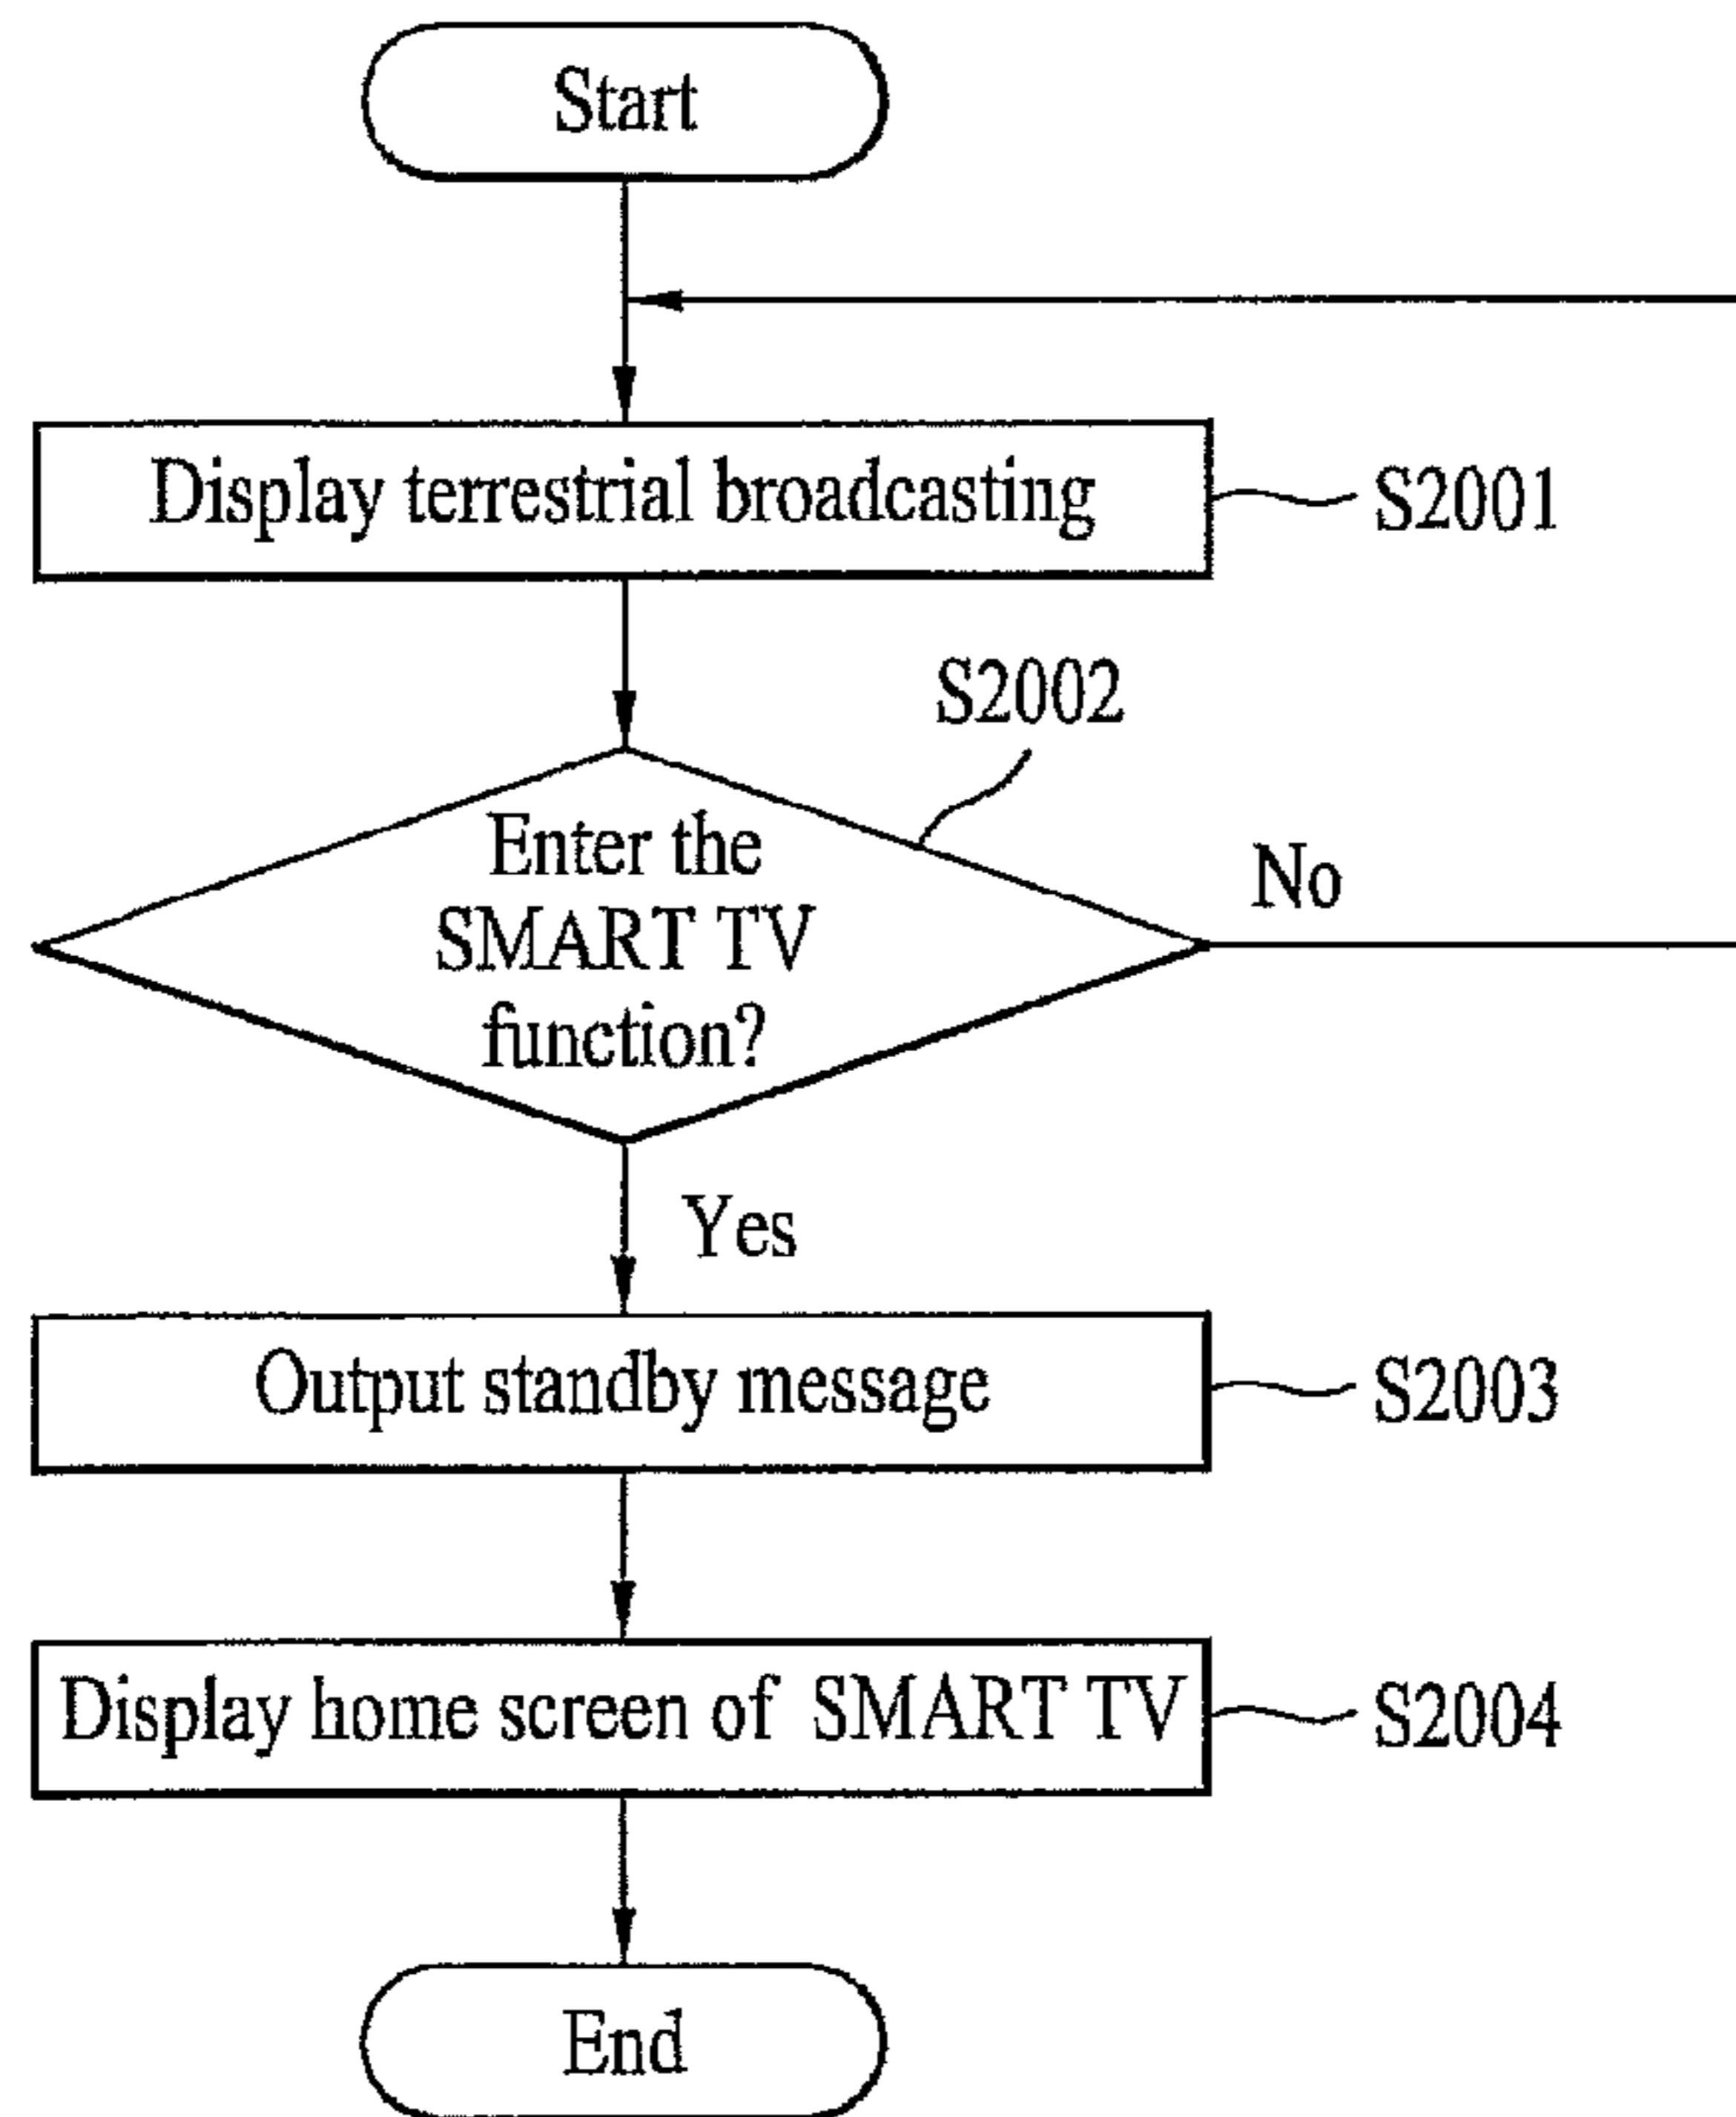 Start
Display terrestrial broadcasting
S2001
S2002
Enter the
SMART TV
function?
No
Yes
Output standby message
S2003
Display home screen of SMART TV
S2004
End